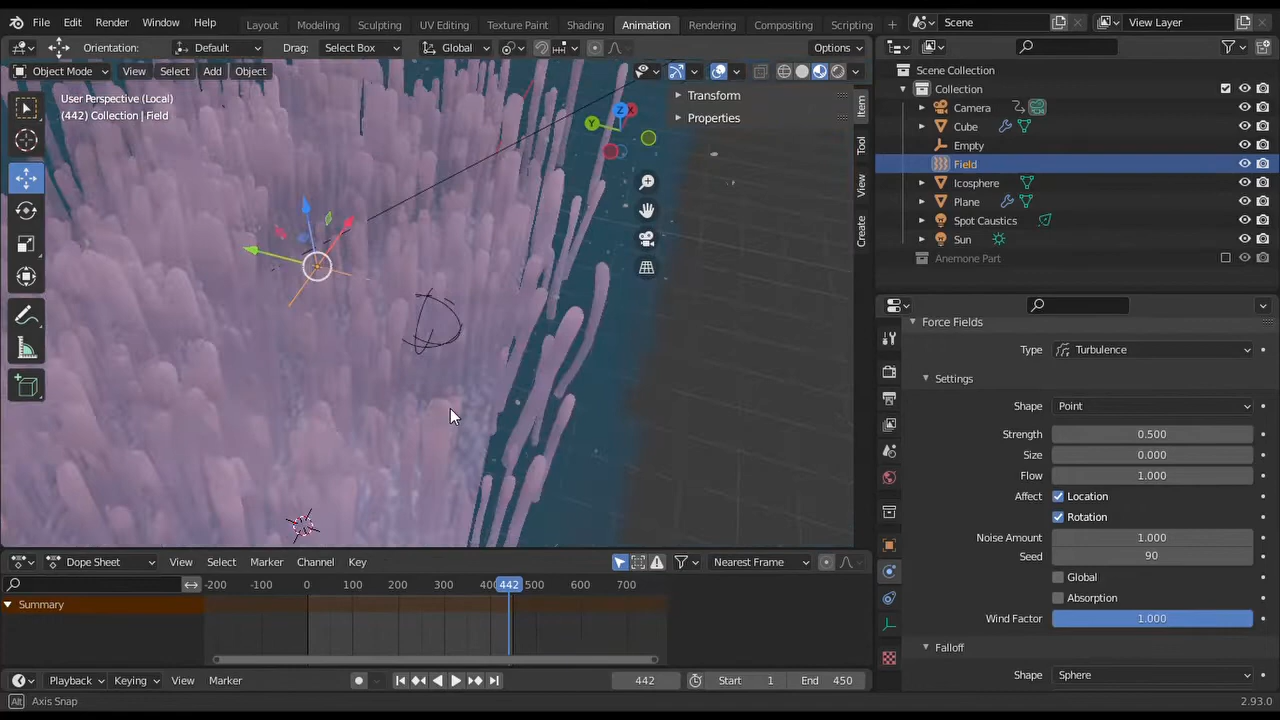 File Edit Render Window Help Layout Modeling Sculpting UV Editing Texture Paint Shading Animation Rendering Compositing Scripting + Scene View Layer
Orientation: Default Drag: Select Box Global Options
Object Mode View Select Add Object
User Perspective (Local)
(442) Collection | Field
Transform
Properties
Item
Tool
View
Create
X
Y
Z
Scene Collection
Collection
Camera
Cube
Empty
Field
Icosphere
Plane
Spot Caustics
Sun
Anemone Part
Force Fields
Type Turbulence
Settings
Shape Point
Strength 0.500
Size 0.000
Flow 1.000
Affect Location
Rotation
Noise Amount 1.000
Seed 90
Global
Absorption
Wind Factor 1.000
Falloff
Shape Sphere
Dope Sheet View Select Marker Channel Key Nearest Frame
-200 -100 0 100 200 300 400 442 500 600 700
Summary
Playback Keying View Marker 442 Start 1 End 450
Alt Axis Snap 2.93.0